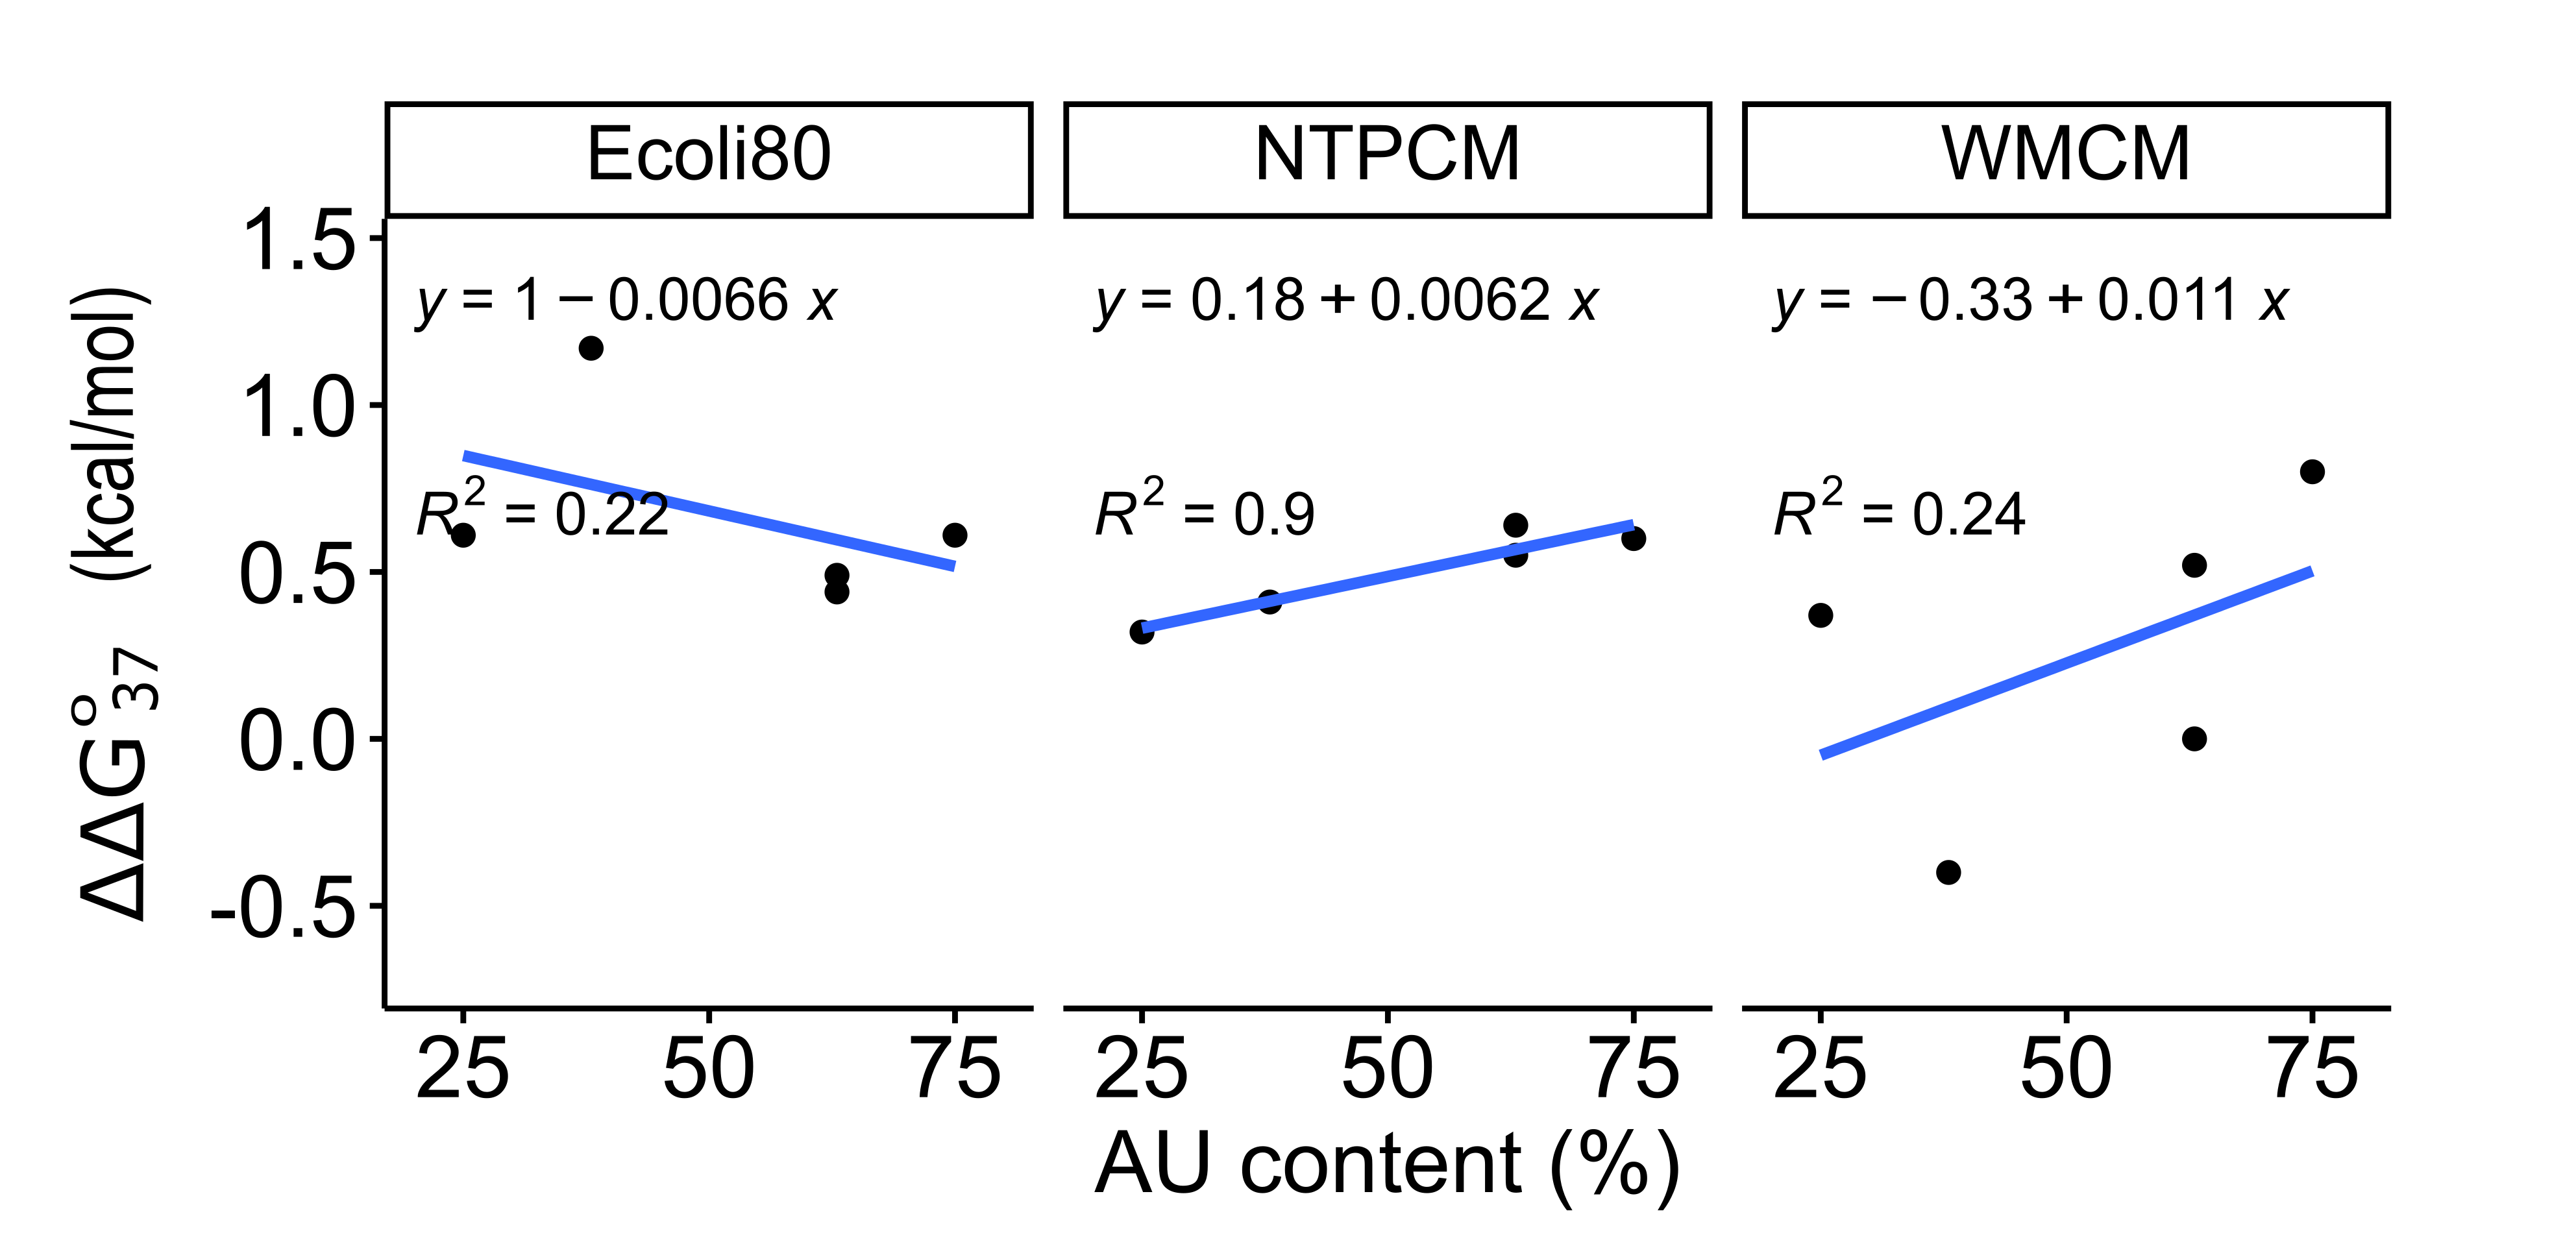 Ecoli80 NTPCM WMCM
y = 1 − 0.0066 x
y = 0.18 + 0.0062 x
y = − 0.33 + 0.011 x
R² = 0.22
R² = 0.9
R² = 0.24
1.5
1.0
0.5
0.0
-0.5
ΔΔG°37 (kcal/mol)
25 50 75 25 50 75 25 50 75
AU content (%)